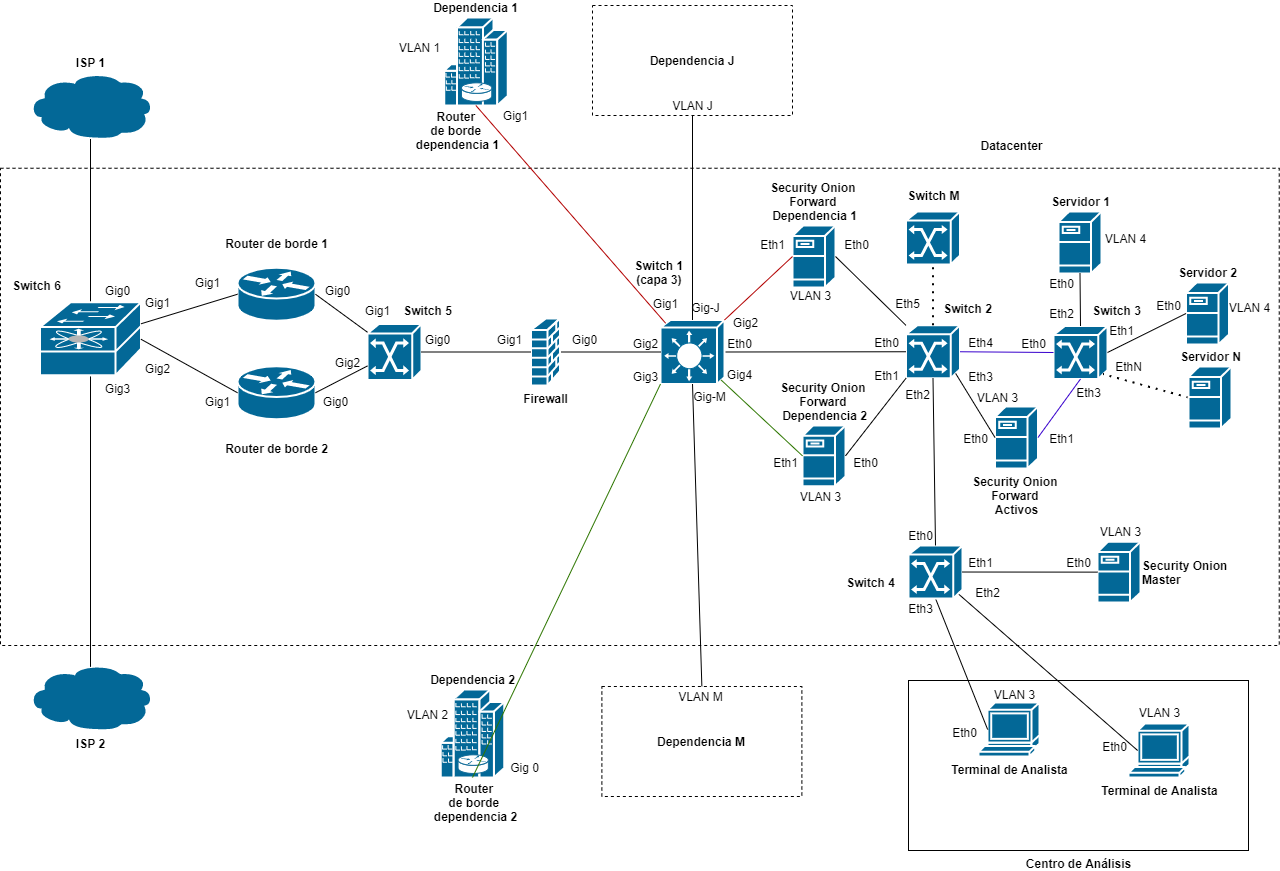 Dependencia 1
VLAN 1
Gig1
Router
de borde
dependencia 1
Dependencia J
VLAN J
ISP 1
Datacenter
Switch 6
Gig0
Gig1
Gig2
Gig3
Router de borde 1
Gig1
Gig0
Router de borde 2
Gig1
Gig0
Switch 5
Gig1
Gig0
Gig2
Firewall
Gig1
Gig0
Switch 1
(capa 3)
Gig1
Gig-J
Gig2
Gig2
Eth0
Gig3
Gig4
Gig-M
Security Onion
Forward
Dependencia 1
Eth1
Eth0
VLAN 3
Security Onion
Forward
Dependencia 2
Eth1
Eth0
VLAN 3
Switch M
Switch 2
Eth5
Eth0
Eth4
Eth1
Eth3
Eth2
Servidor 1
VLAN 4
Eth0
Switch 3
Eth2
Eth0
Eth1
EthN
Eth3
Servidor 2
Eth0
VLAN 4
Servidor N
VLAN 3
Eth0
Eth1
Security Onion
Forward
Activos
Switch 4
Eth0
Eth1
Eth2
Eth3
VLAN 3
Eth0
Security Onion
Master
ISP 2
Dependencia 2
VLAN 2
Gig 0
Router
de borde
dependencia 2
VLAN M
Dependencia M
VLAN 3
Eth0
Terminal de Analista
VLAN 3
Eth0
Terminal de Analista
Centro de Análisis